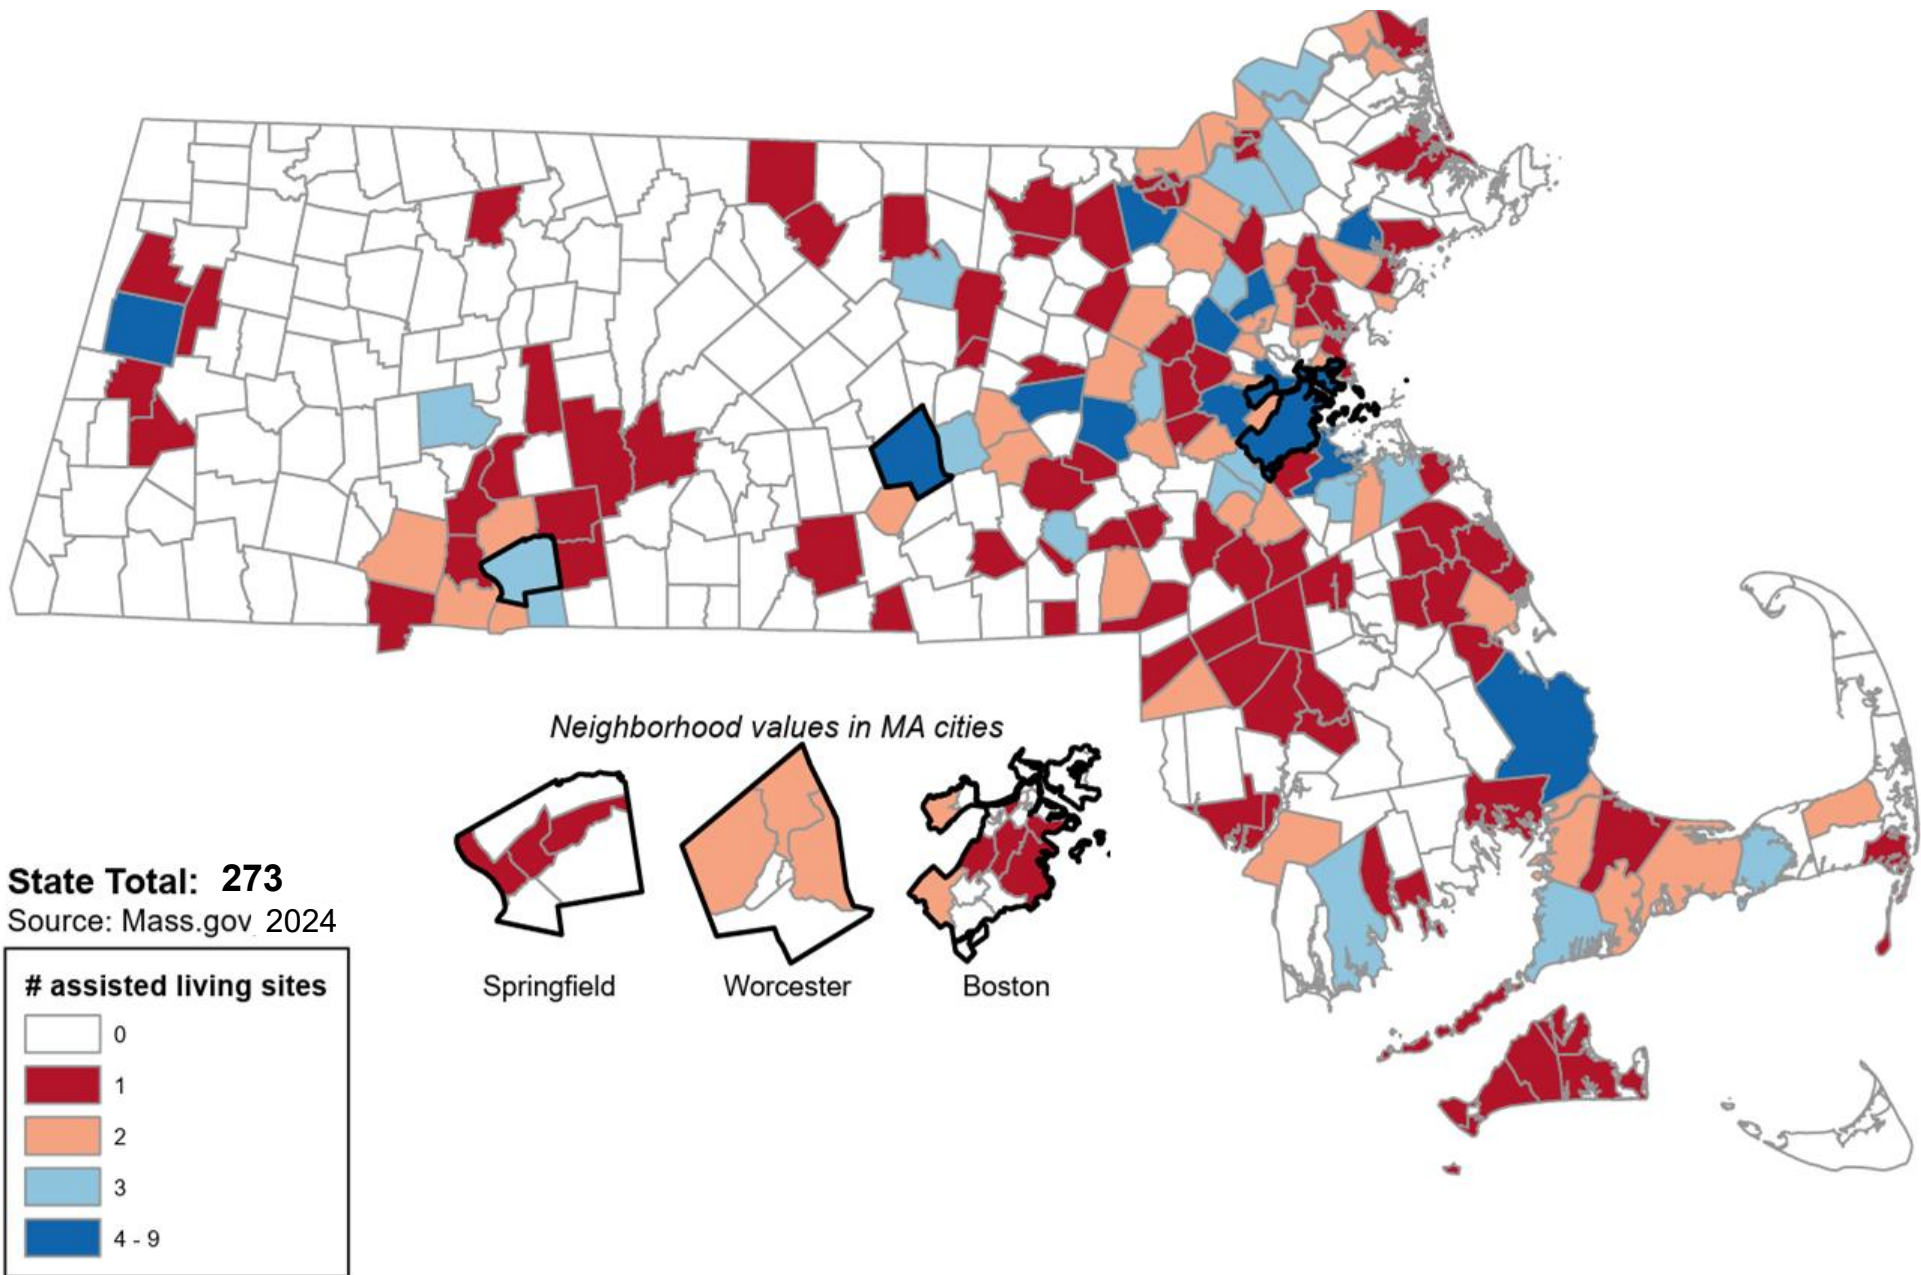 Neighborhood values in MA cities
Springfield
Worcester
Boston
State Total: 273
Source: Mass.gov 2024
# assisted living sites
0
1
2
3
4 - 9